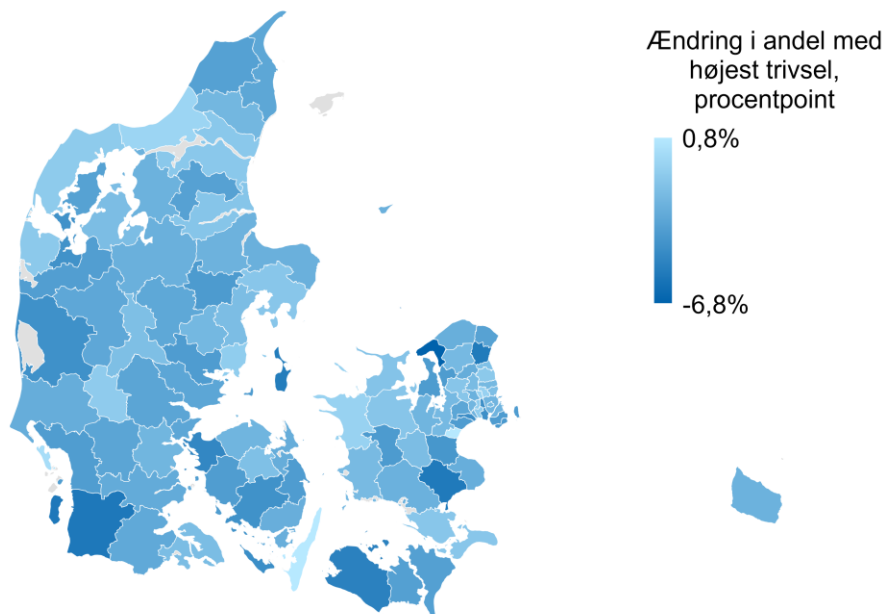 Ændring i andel med
højest trivsel,
procentpoint
0,8%
-6,8%